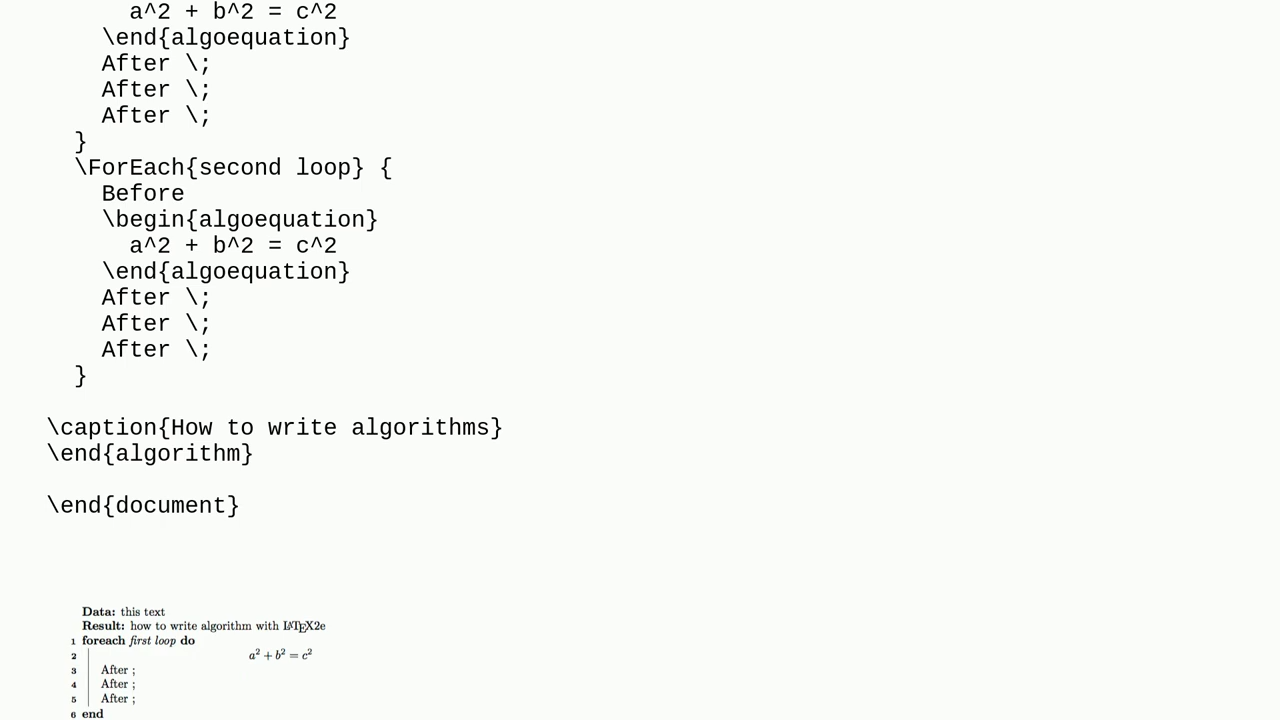 a^2 + b^2 = c^2
\end{algoequation}
After \;
After \;
After \;
}
\ForEach{second loop} {
Before
\begin{algoequation}
a^2 + b^2 = c^2
\end{algoequation}
After \;
After \;
After \;
}
\caption{How to write algorithms}
\end{algorithm}
\end{document}
Data: this text
Result: how to write algorithm with LATEX2e
1 foreach first loop do
2 a² + b² = c²
3 After ;
4 After ;
5 After ;
6 end